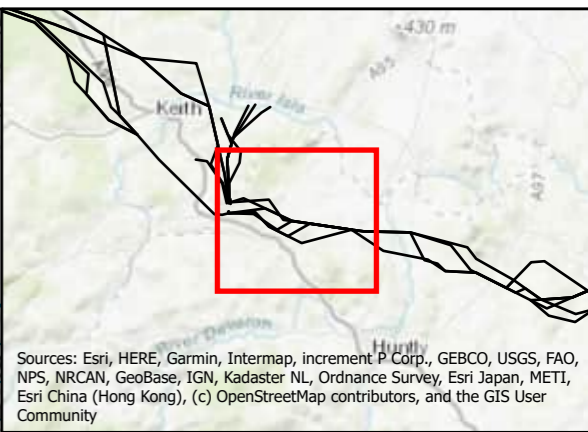 430 m
A95
River Isla
Keith
A96
A97
River Deveron
Huntly
Sources: Esri, HERE, Garmin, Intermap, increment P Corp., GEBCO, USGS, FAO,
NPS, NRCAN, GeoBase, IGN, Kadaster NL, Ordnance Survey, Esri Japan, METI,
Esri China (Hong Kong), (c) OpenStreetMap contributors, and the GIS User
Community